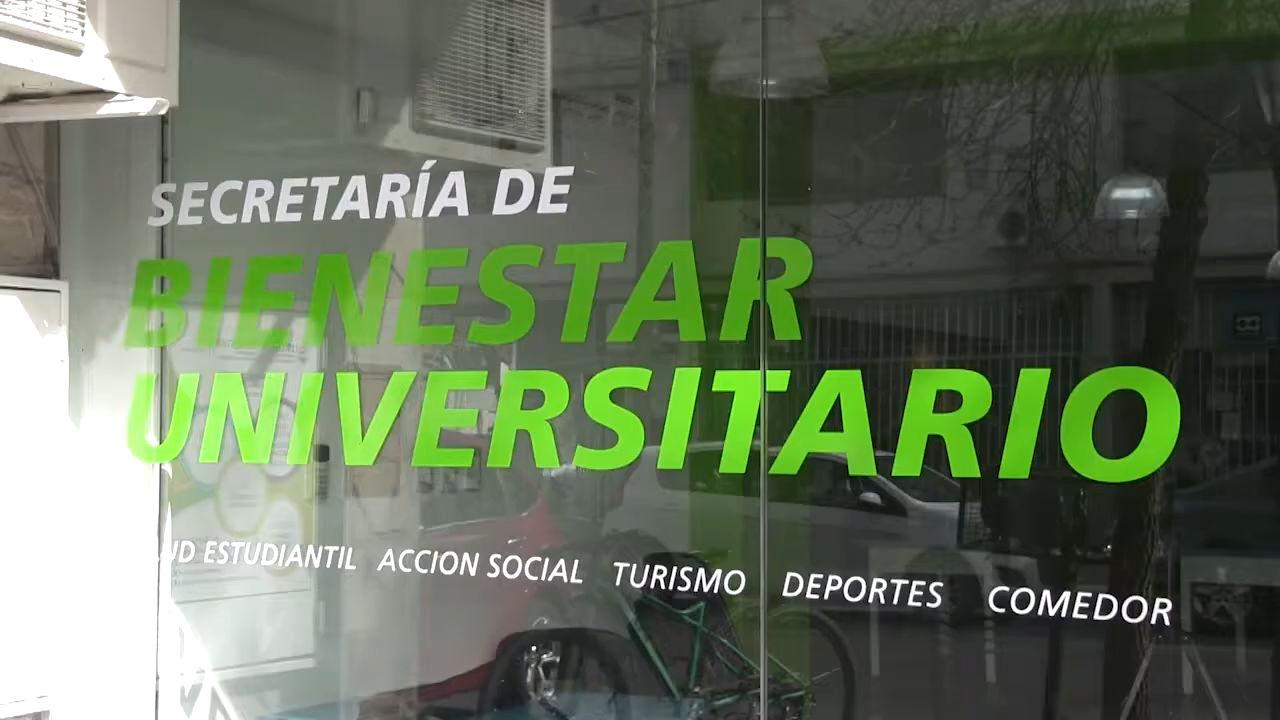 SECRETARÍA DE
BIENESTAR
UNIVERSITARIO
ESTUDIANTIL ACCION SOCIAL TURISMO DEPORTES COMEDOR